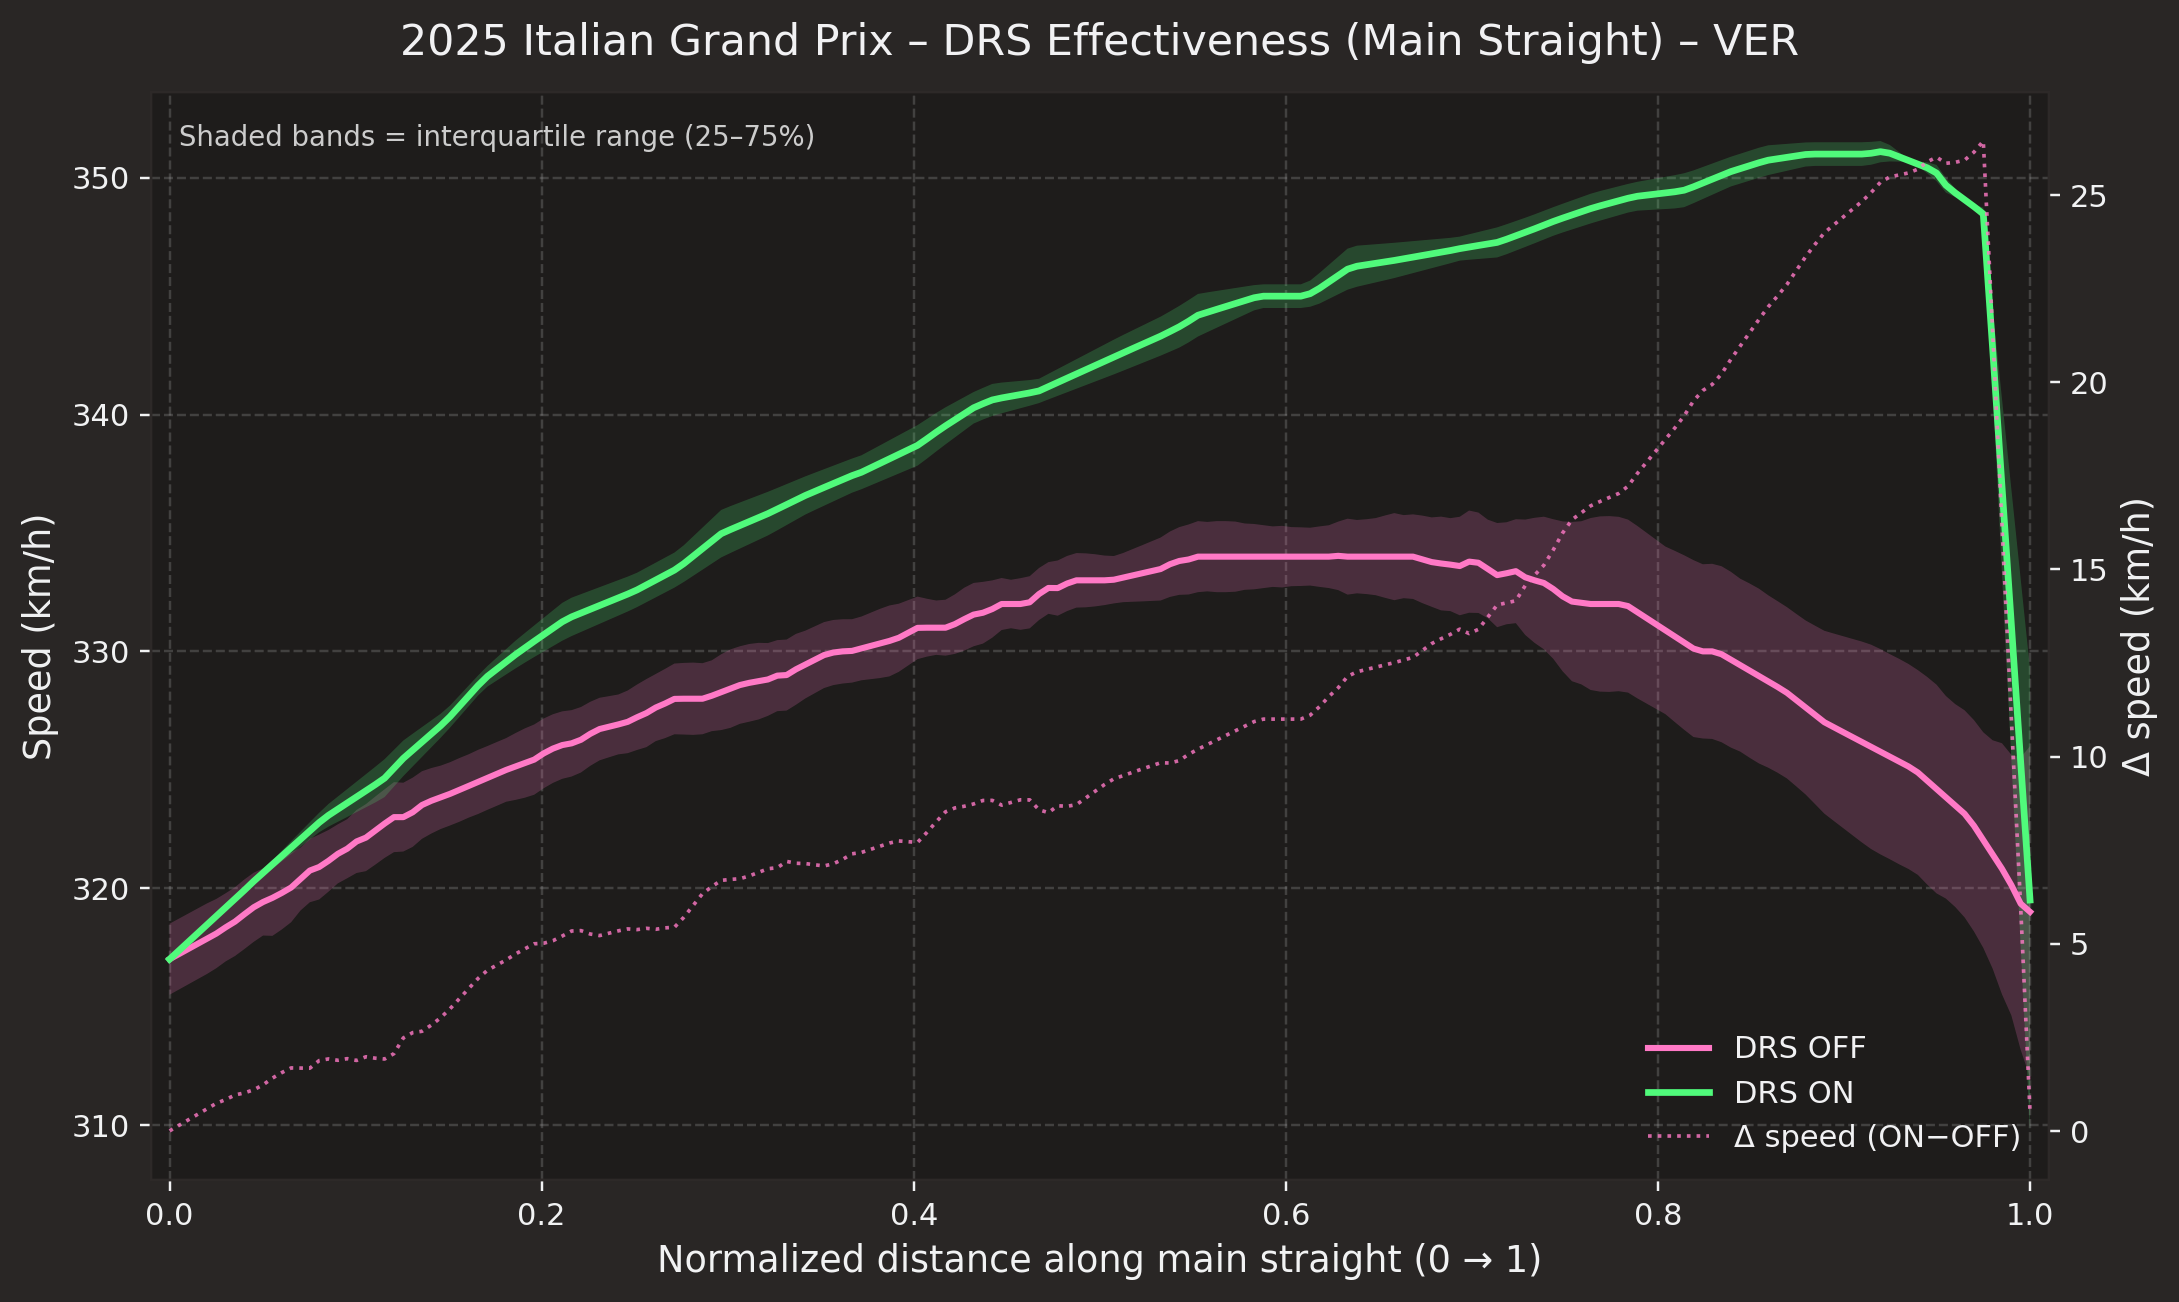 2025 Italian Grand Prix – DRS Effectiveness (Main Straight) – VER
Shaded bands = interquartile range (25–75%)
Speed (km/h)
350
340
330
320
310
25
20
15
10
5
0
Δ speed (km/h)
DRS OFF
DRS ON
Δ speed (ON−OFF)
0.0 0.2 0.4 0.6 0.8 1.0
Normalized distance along main straight (0 → 1)